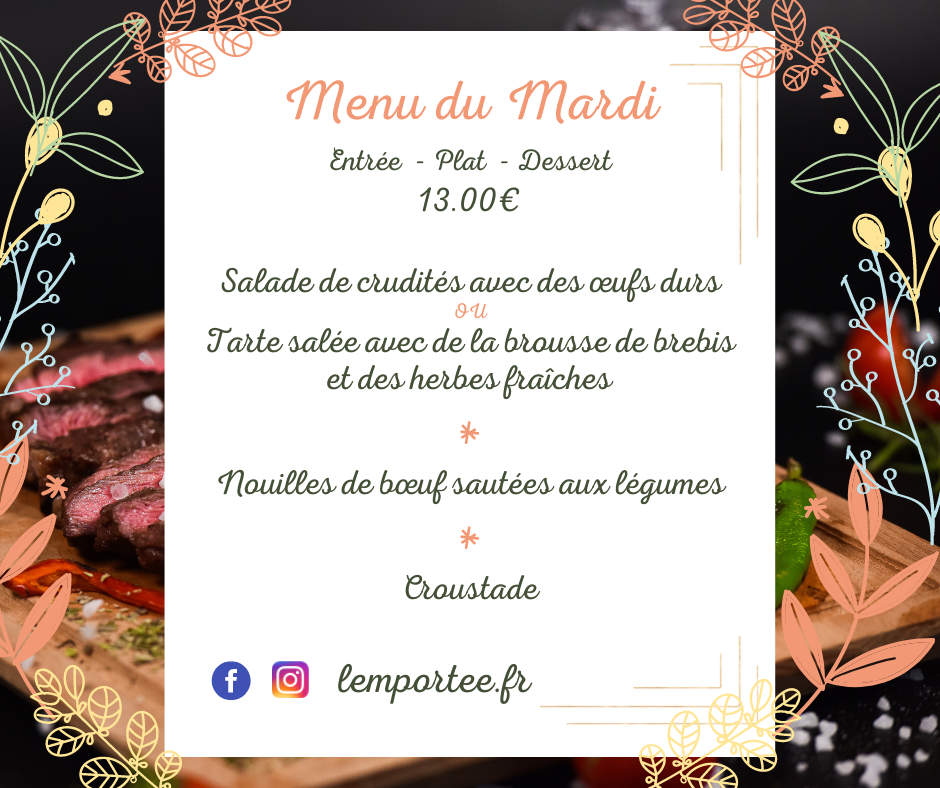 Menu du Mardi
Entrée - Plat - Dessert
13.00€
Salade de crudités avec des œufs durs
OU
Tarte salée avec de la brousse de brebis
et des herbes fraîches
*
Nouilles de bœuf sautées aux légumes
*
Croustade
lemportee.fr